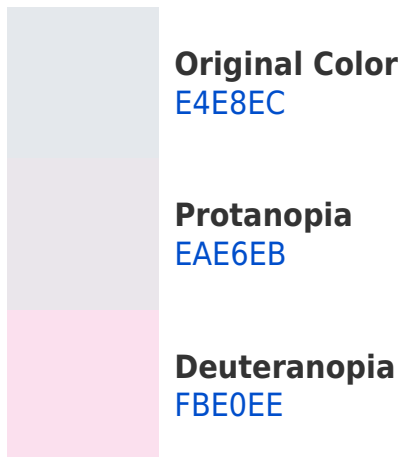 Original Color
E4E8EC
Protanopia
EAE6EB
Deuteranopia
FBE0EE